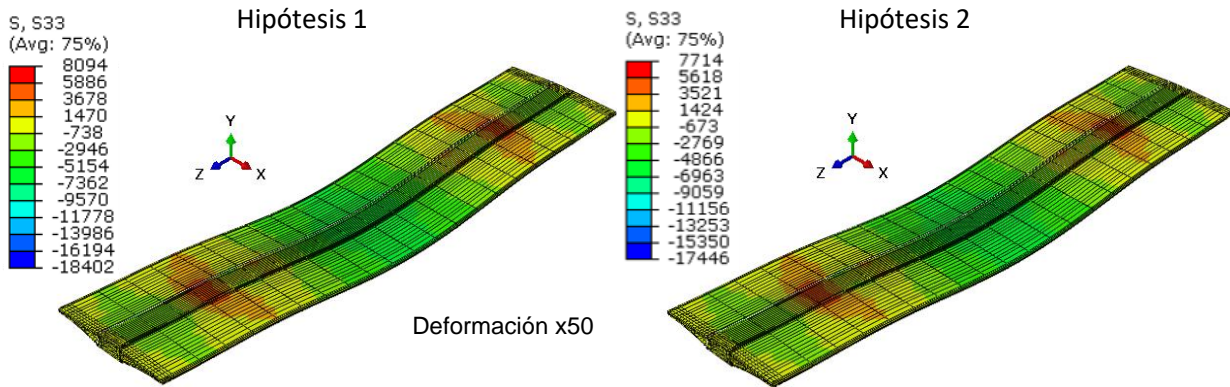 Hipótesis 1
S, S33
(Avg: 75%)
8094
5886
3678
1470
-738
-2946
-5154
-7362
-9570
-11778
-13986
-16194
-18402
Y
Z
X
Hipótesis 2
S, S33
(Avg: 75%)
7714
5618
3521
1424
-673
-2769
-4866
-6963
-9059
-11156
-13253
-15350
-17446
Y
Z
X
Deformación x50